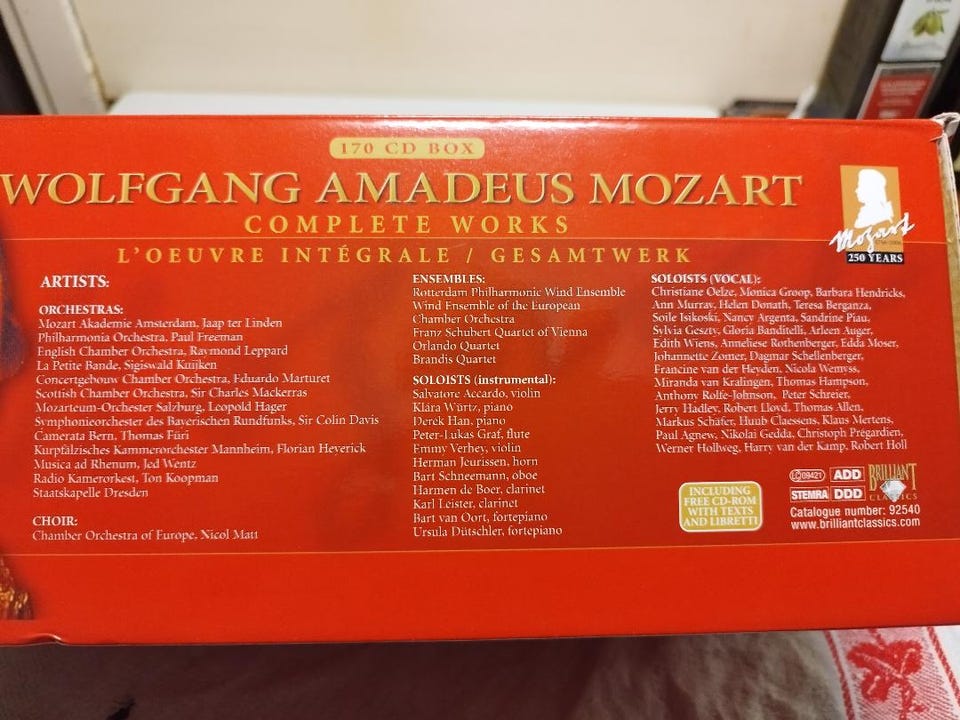 170 CD BOX
WOLFGANG AMADEUS MOZART
COMPLETE WORKS
L'OEUVRE INTÉGRALE / GESAMTWERK
Mozart
250 YEARS
ARTISTS:
ORCHESTRAS:
Mozart Akademie Amsterdam, Jaap ter Linden
Philharmonia Orchestra, Paul Freeman
English Chamber Orchestra, Raymond Leppard
La Petite Bande, Sigiswald Kuijken
Concertgebouw Chamber Orchestra, Eduardo Marturet
Scottish Chamber Orchestra, Sir Charles Mackerras
Mozarteum-Orchester Salzburg, Leopold Hager
Symphonieorchester des Bayerischen Rundfunks, Sir Colin Davis
Camerata Bern, Thomas Füri
Kurpfälzisches Kammerorchester Mannheim, Florian Heyerick
Musica ad Rhenum, Jed Wentz
Radio Kamerorkest, Ton Koopman
Staatskapelle Dresden
CHOIR:
Chamber Orchestra of Europe, Nicol Matt
ENSEMBLES:
Rotterdam Philharmonic Wind Ensemble
Wind Ensemble of the European
Chamber Orchestra
Franz Schubert Quartet of Vienna
Orlando Quartet
Brandis Quartet
SOLOISTS (instrumental):
Salvatore Accardo, violin
Klára Würtz, piano
Derek Han, piano
Peter-Lukas Graf, flute
Emmy Verhey, violin
Herman Jeurissen, horn
Bart Schneemann, oboe
Harmen de Boer, clarinet
Karl Leister, clarinet
Bart van Oort, fortepiano
Ursula Dütschler, fortepiano
SOLOISTS (VOCAL):
Christiane Oelze, Monica Groop, Barbara Hendricks,
Ann Murray, Helen Donath, Teresa Berganza,
Soile Isikoski, Nancy Argenta, Sandrine Piau,
Sylvia Geszty, Gloria Banditelli, Arleen Auger,
Edith Wiens, Anneliese Rothenberger, Edda Moser,
Johannette Zomer, Dagmar Schellenberger,
Francine van der Heyden, Nicola Wemyss,
Miranda van Kralingen, Thomas Hampson,
Anthony Rolfe-Johnson, Peter Schreier,
Jerry Hadley, Robert Lloyd, Thomas Allen,
Markus Schäfer, Huub Claessens, Klaus Mertens,
Paul Agnew, Nikolai Gedda, Christoph Prégardien,
Werner Hollweg, Harry van der Kamp, Robert Holl
INCLUDING
FREE CD-ROM
WITH TEXTS
AND LIBRETTI
LC 09421 ADD
STEMRA DDD
BRILLIANT
CLASSICS
Catalogue number: 92540
www.brilliantclassics.com